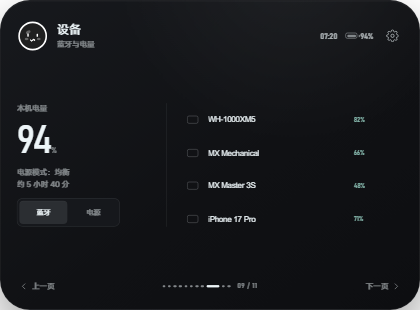 设备
蓝牙与电量
07:20
94%
本机电量
94%
电源模式：均衡
约 5 小时 40 分
蓝牙
电源
WH-1000XM5 82%
MX Mechanical 66%
MX Master 3S 48%
iPhone 17 Pro 71%
上一页
09 / 11
下一页